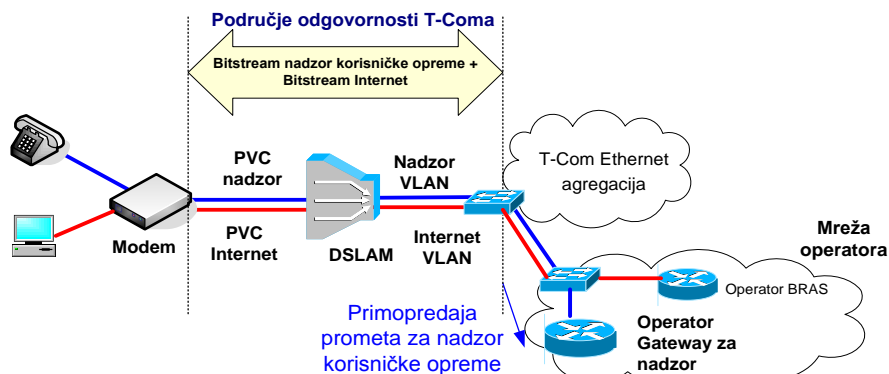 Područje odgovornosti T-Coma
Bitstream nadzor korisničke opreme +
Bitstream Internet
PVC
nadzor
Nadzor
VLAN
T-Com Ethernet
agregacija
Modem
PVC
Internet
DSLAM
Internet
VLAN
Mreža
operatora
Operator BRAS
Primopredaja
prometa za nadzor
korisničke opreme
Operator
Gateway za
nadzor